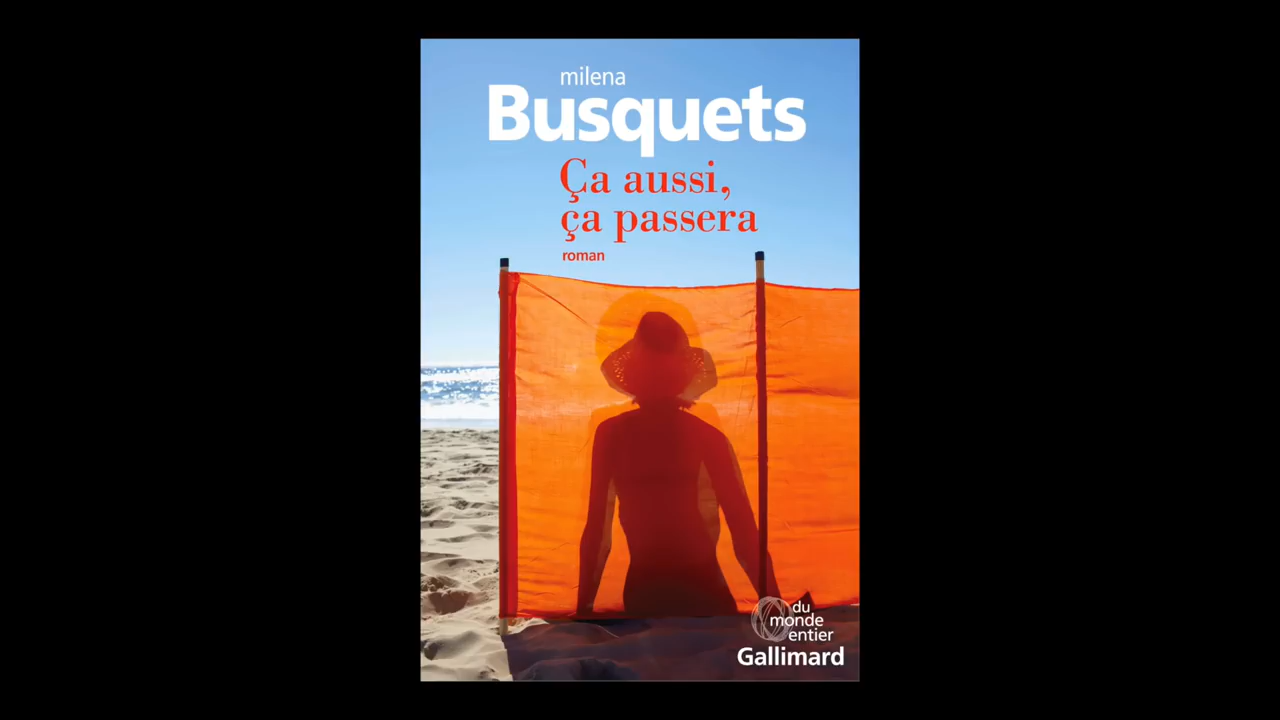 milena
Busquets
Ça aussi,
ça passera
roman
du
monde
entier
Gallimard